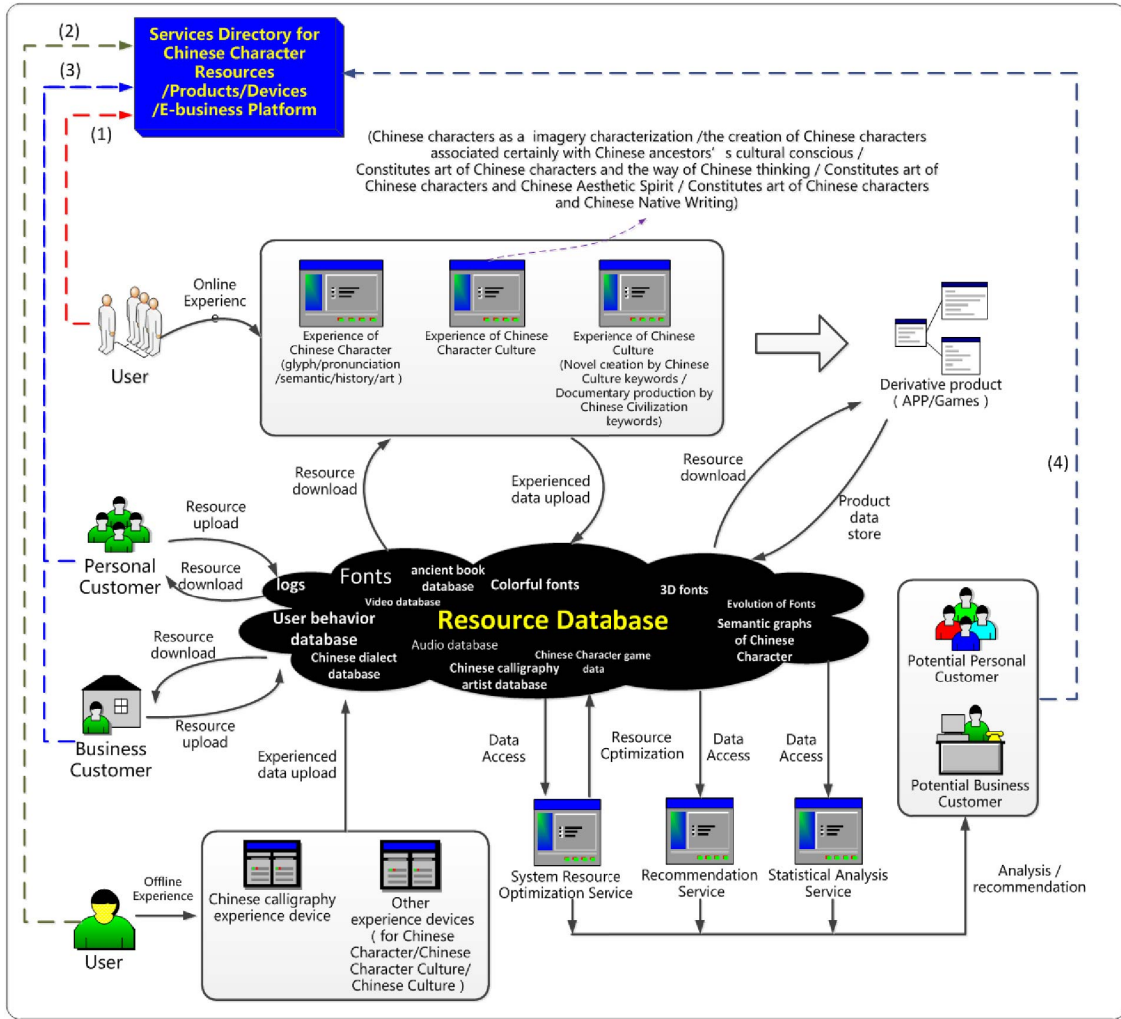 (2)
Services Directory for
Chinese Character
Resources
/Products/Devices
/E-business Platform
(3)
(1)
(Chinese characters as a imagery characterization /the creation of Chinese characters
associated certainly with Chinese ancestors' s cultural conscious /
Constitutes art of Chinese characters and the way of Chinese thinking / Constitutes art of
Chinese characters and Chinese Aesthetic Spirit / Constitutes art of Chinese characters
and Chinese Native Writing)
Online
Experienc
e
User
Experience of
Chinese Character
(glyph/pronunciation
/semantic/history/art )
Experience of Chinese
Character Culture
Experience of Chinese
Culture
(Novel creation by Chinese
Culture keywords /
Documentary production by
Chinese Civilization
keywords)
Derivative product
( APP/Games )
(4)
Resource
download
Experienced
data upload
Resource
download
Product
data
store
Resource
upload
Personal
Customer
Resource
download
logs
Fonts
ancient book
database
Video database
Colorful fonts
3D fonts
Evolution of Fonts
User behavior
database
Resource Database
Semantic graphs
of Chinese
Character
Audio database
Chinese dialect
database
Chinese calligraphy
artist database
Chinese Character game
data
Resource
download
Business
Customer
Resource
upload
Experienced
data upload
Data
Access
Resource
Cptimization
Data
Access
Data
Access
Potential Personal
Customer
Potential Business
Customer
System Resource
Optimization Service
Recommendation
Service
Statistical Analysis
Service
Analysis /
recommendation
Offline
Experience
User
Chinese calligraphy
experience device
Other
experience devices
( for Chinese
Character/Chinese
Character Culture/
Chinese Culture )